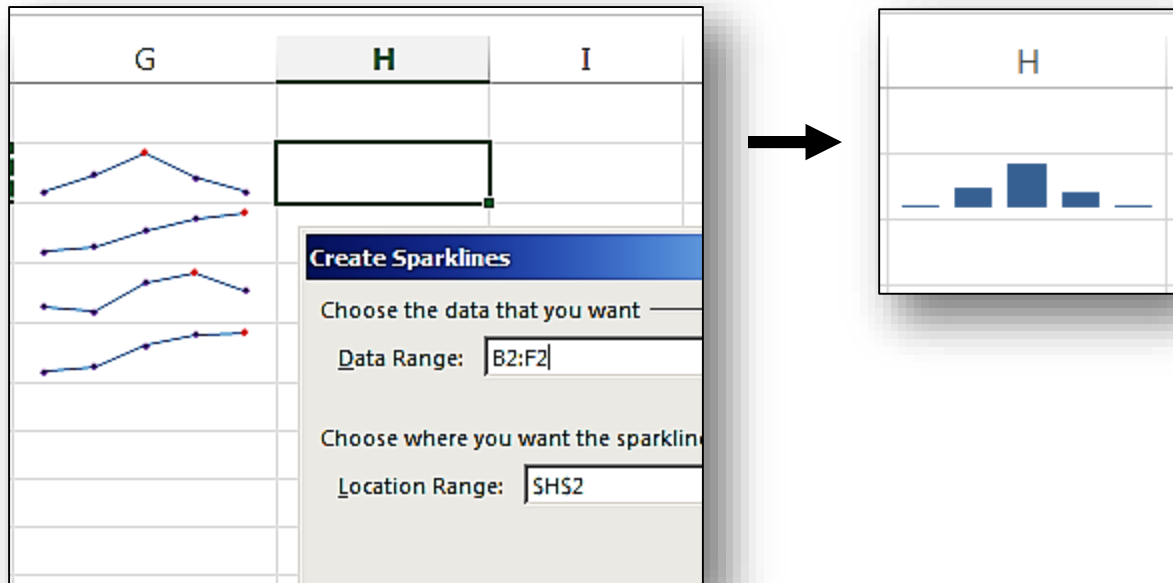 G H I
Create Sparklines
Choose the data that you want
Data Range: B2:F2
Choose where you want the sparklin
Location Range: $H$2
H